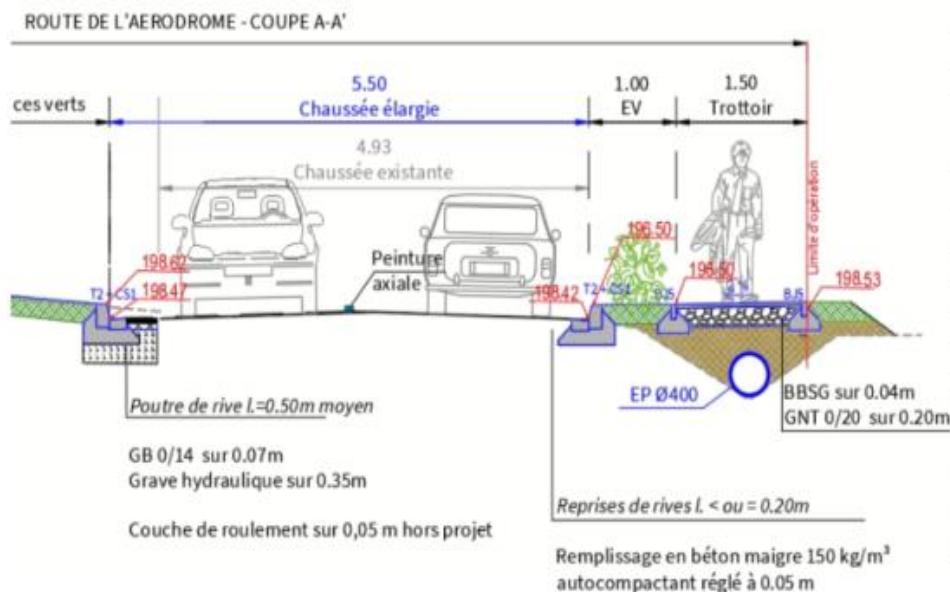 ROUTE DE L'AERODROME - COUPE A-A'
ces verts
5.50
Chaussée élargie
1.00
EV
1.50
Trottoir
4.93
Chaussée existante
Limite d'opération
198.62
T2+CS1
198.47
Peinture
axiale
198.42
T2+CS1
196.50
BJ5
196.50
BJ5
198.53
Poutre de rive l.=0.50m moyen
EP Ø400
BBSG sur 0.04m
GNT 0/20 sur 0.20m
GB 0/14 sur 0.07m
Grave hydraulique sur 0.35m
Reprises de rives l. < ou = 0.20m
Couche de roulement sur 0,05 m hors projet
Remplissage en béton maigre 150 kg/m³
autocompactant réglé à 0.05 m